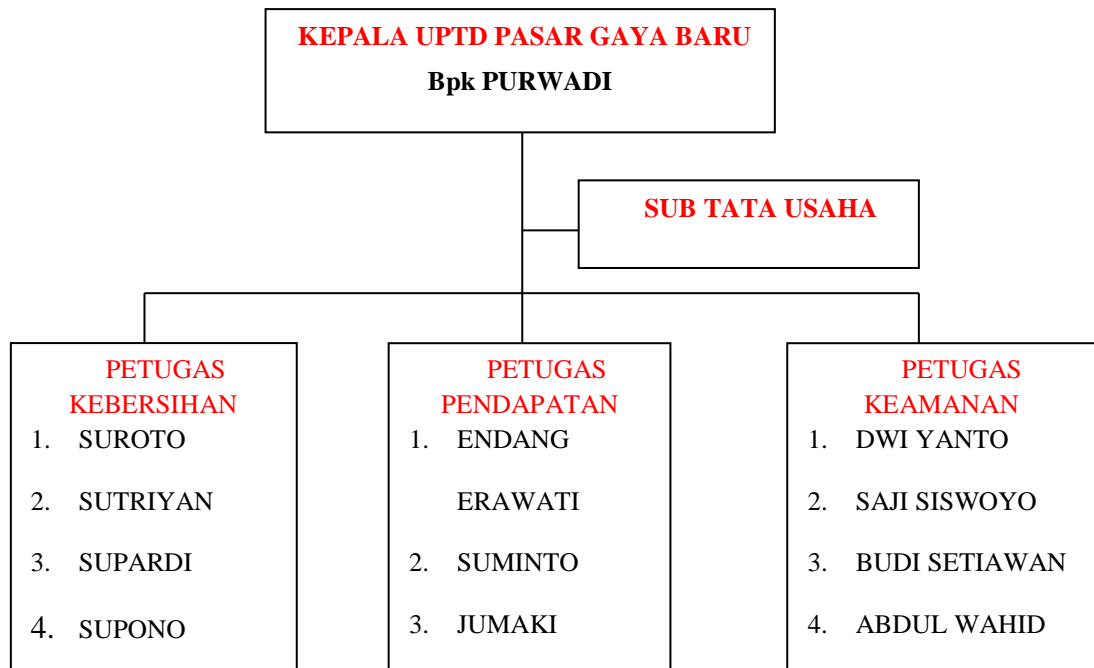 KEPALA UPTD PASAR GAYA BARU
Bpk PURWADI
SUB TATA USAHA
PETUGAS
KEBERSIHAN
1. SUROTO
2. SUTRIYAN
3. SUPARDI
4. SUPONO
PETUGAS
PENDAPATAN
1. ENDANG
ERAWATI
2. SUMINTO
3. JUMAKI
PETUGAS
KEAMANAN
1. DWI YANTO
2. SAJI SISWOYO
3. BUDI SETIAWAN
4. ABDUL WAHID